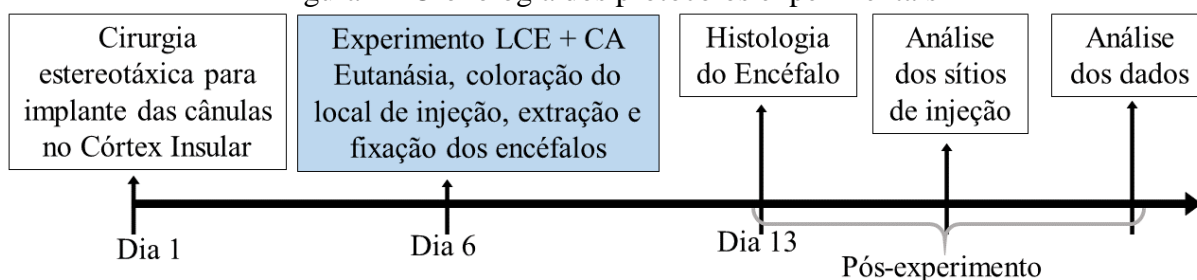 Cirurgia
estereotáxica para
implante das cânulas
no Córtex Insular
Experimento LCE + CA
Eutanásia, coloração do
local de injeção, extração e
fixação dos encéfalos
Histologia
do Encéfalo
Análise
dos sítios
de injeção
Análise
dos dados
Dia 1
Dia 6
Dia 13
Pós-experimento